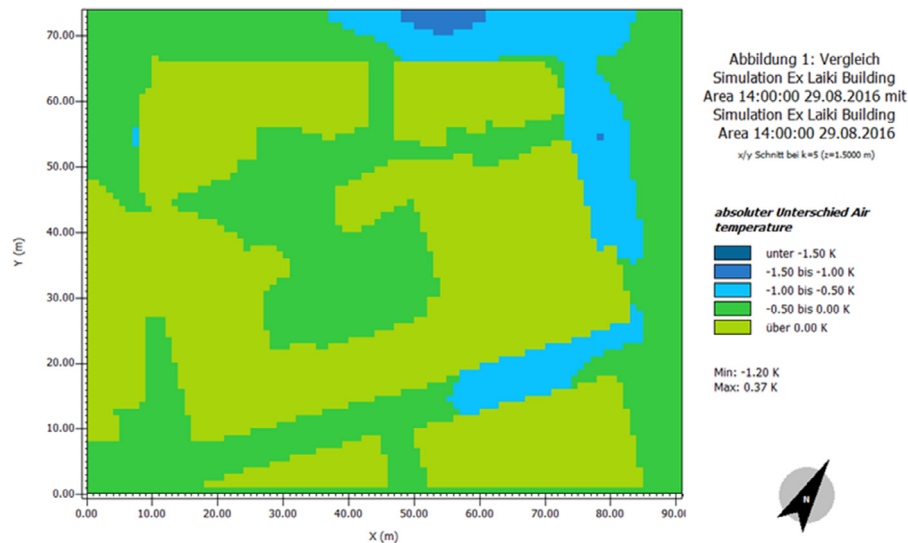 70.00
60.00
50.00
40.00
30.00
20.00
10.00
0.00
Y (m)
0.00 10.00 20.00 30.00 40.00 50.00 60.00 70.00 80.00 90.0
X (m)
Abbildung 1: Vergleich
Simulation Ex Laiki Building
Area 14:00:00 29.08.2016 mit
Simulation Ex Laiki Building
Area 14:00:00 29.08.2016
x/y Schnitt bei k=5 (z=1.5000 m)
absoluter Unterschied Air
temperature
unter -1.50 K
-1.50 bis -1.00 K
-1.00 bis -0.50 K
-0.50 bis 0.00 K
über 0.00 K
Min: -1.20 K
Max: 0.37 K
N